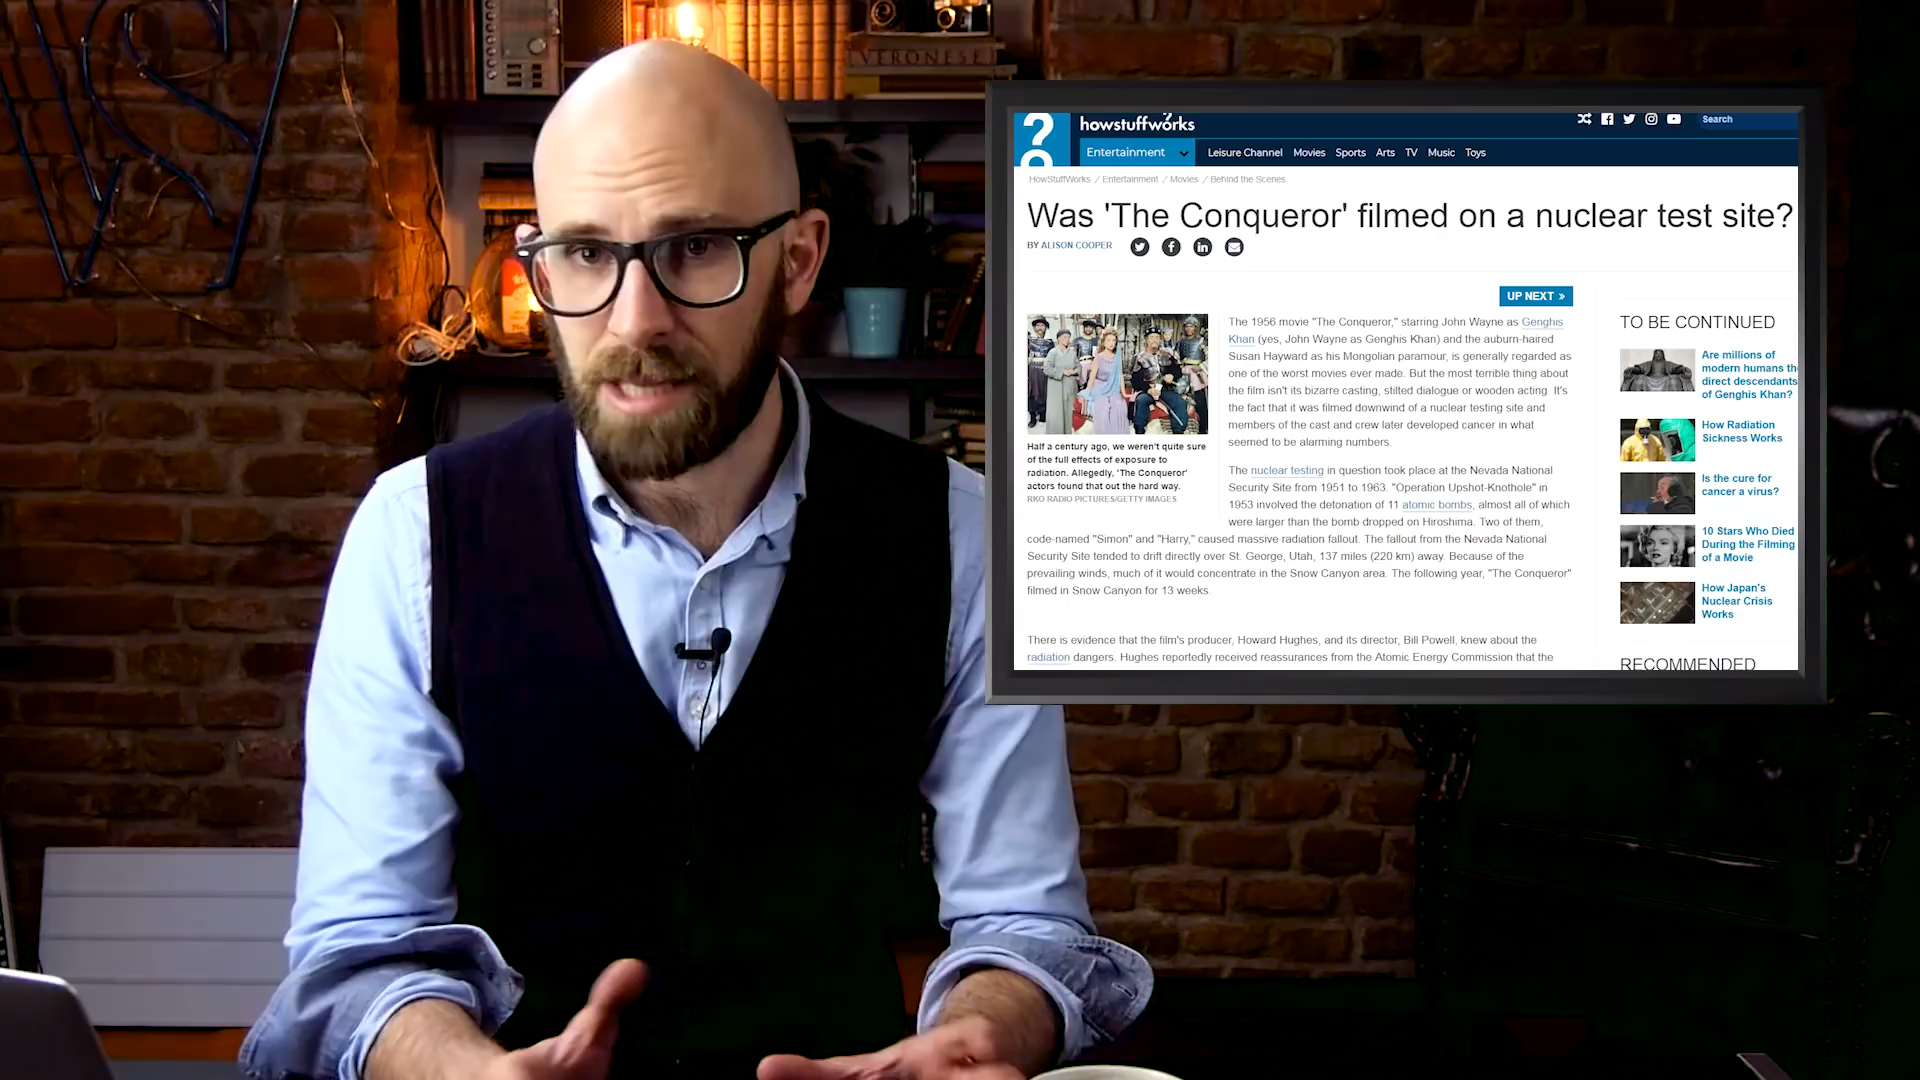 VERONESE
howstuffworks
Search
Entertainment
Leisure Channel Movies Sports Arts TV Music Toys
HowStuffWorks / Entertainment / Movies / Behind the Scenes
Was 'The Conqueror' filmed on a nuclear test site?
BY ALISON COOPER
UP NEXT »
Half a century ago, we weren't quite sure
of the full effects of exposure to
radiation. Allegedly, 'The Conqueror'
actors found that out the hard way.
RKO RADIO PICTURES/GETTY IMAGES
The 1956 movie "The Conqueror," starring John Wayne as Genghis
Khan (yes, John Wayne as Genghis Khan) and the auburn-haired
Susan Hayward as his Mongolian paramour, is generally regarded as
one of the worst movies ever made. But the most terrible thing about
the film isn't its bizarre casting, stilted dialogue or wooden acting. It's
the fact that it was filmed downwind of a nuclear testing site and
members of the cast and crew later developed cancer in what
seemed to be alarming numbers.
The nuclear testing in question took place at the Nevada National
Security Site from 1951 to 1963. "Operation Upshot-Knothole" in
1953 involved the detonation of 11 atomic bombs, almost all of which
were larger than the bomb dropped on Hiroshima. Two of them,
code-named "Simon" and "Harry," caused massive radiation fallout. The fallout from the Nevada National
Security Site tended to drift directly over St. George, Utah, 137 miles (220 km) away. Because of the
prevailing winds, much of it would concentrate in the Snow Canyon area. The following year, "The Conqueror"
filmed in Snow Canyon for 13 weeks.
There is evidence that the film's producer, Howard Hughes, and its director, Bill Powell, knew about the
radiation dangers. Hughes reportedly received reassurances from the Atomic Energy Commission that the
TO BE CONTINUED
Are millions of
modern humans the
direct descendants
of Genghis Khan?
How Radiation
Sickness Works
Is the cure for
cancer a virus?
10 Stars Who Died
During the Filming
of a Movie
How Japan's
Nuclear Crisis
Works
RECOMMENDED